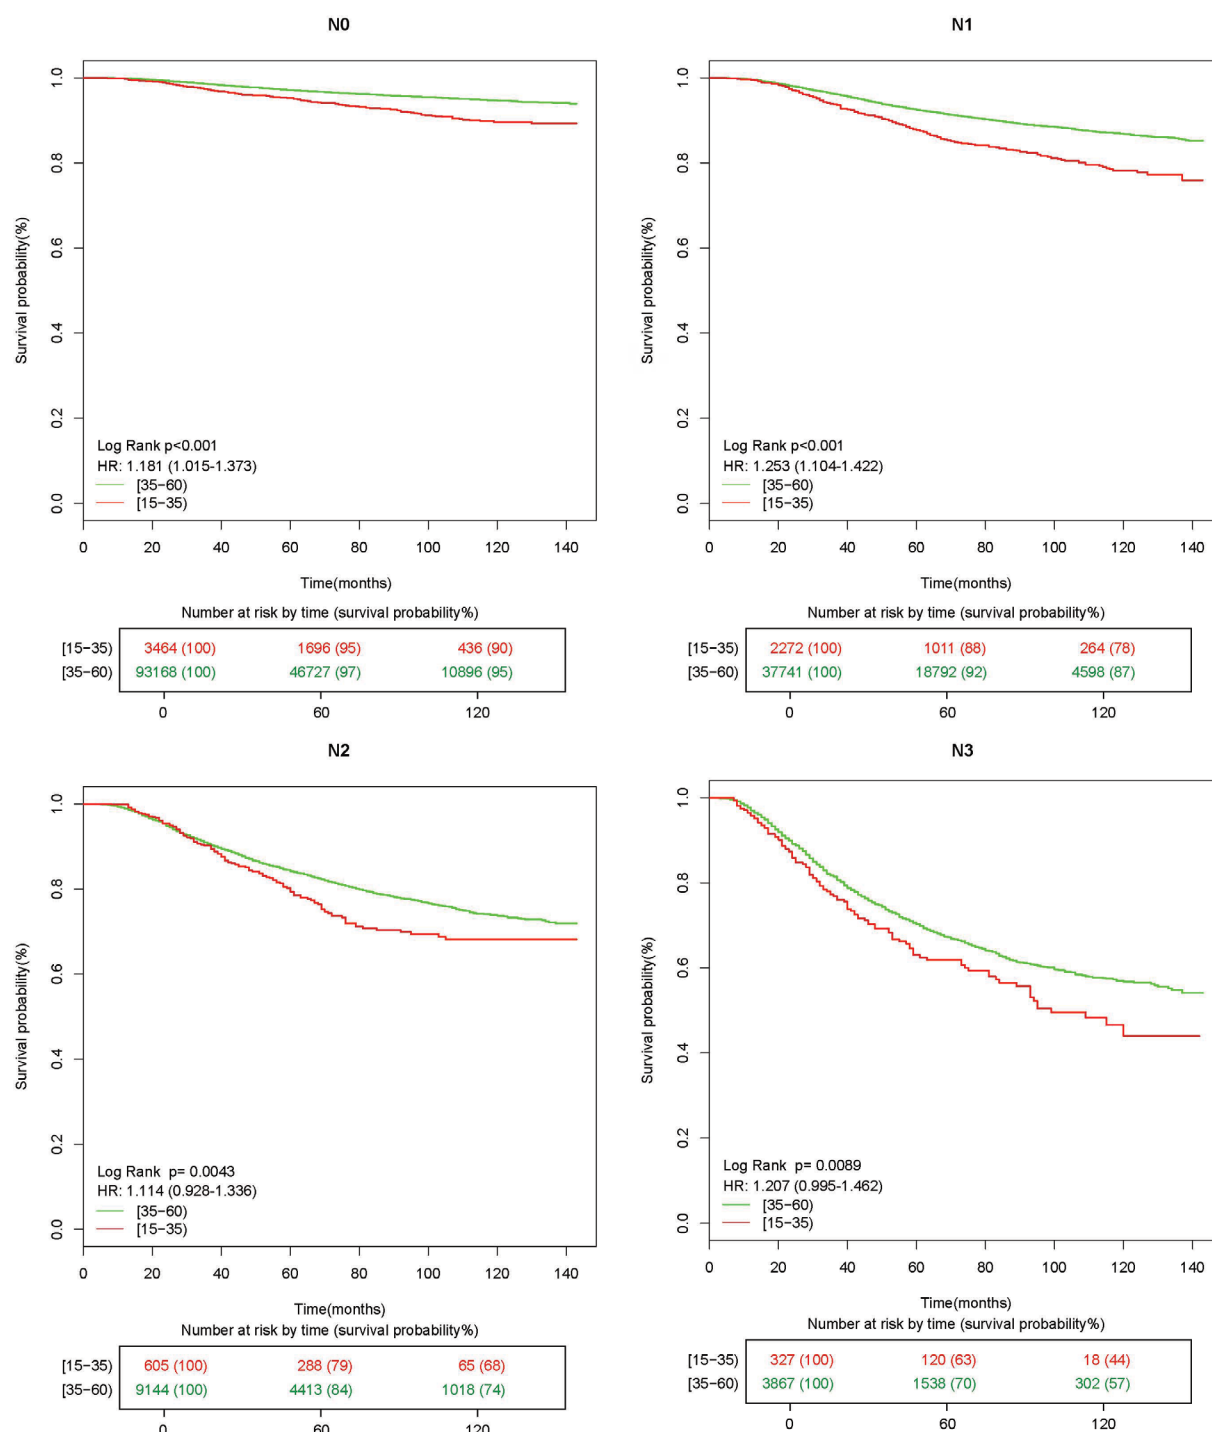 N0
1.0
0.8
0.6
0.4
0.2
0.0
Survival probability(%)
Log Rank p<0.001
HR: 1.181 (1.015-1.373)
[35−60)
[15−35)
0 20 40 60 80 100 120 140
Time(months)
Number at risk by time (survival probability%)
[15−35) 3464 (100) 1696 (95) 436 (90)
[35−60) 93168 (100) 46727 (97) 10896 (95)
0 60 120
N1
1.0
0.8
0.6
0.4
0.2
0.0
Survival probability(%)
Log Rank p<0.001
HR: 1.253 (1.104-1.422)
[35−60)
[15−35)
0 20 40 60 80 100 120 140
Time(months)
Number at risk by time (survival probability%)
[15−35) 2272 (100) 1011 (88) 264 (78)
[35−60) 37741 (100) 18792 (92) 4598 (87)
0 60 120
N2
1.0
0.8
0.6
0.4
0.2
0.0
Survival probability(%)
Log Rank p= 0.0043
HR: 1.114 (0.928-1.336)
[35−60)
[15−35)
0 20 40 60 80 100 120 140
Time(months)
Number at risk by time (survival probability%)
[15−35) 605 (100) 288 (79) 65 (68)
[35−60) 9144 (100) 4413 (84) 1018 (74)
0 60 120
N3
1.0
0.8
0.6
0.4
0.2
0.0
Survival probability(%)
Log Rank p= 0.0089
HR: 1.207 (0.995-1.462)
[35−60)
[15−35)
0 20 40 60 80 100 120 140
Time(months)
Number at risk by time (survival probability%)
[15−35) 327 (100) 120 (63) 18 (44)
[35−60) 3867 (100) 1538 (70) 302 (57)
0 60 120